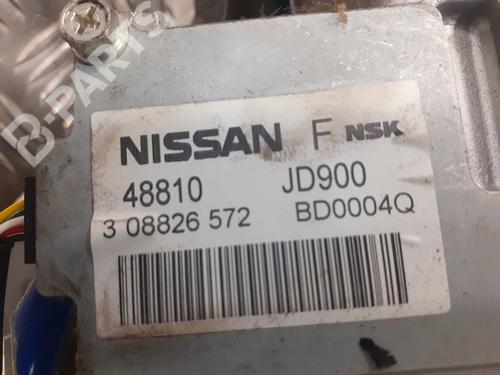 B-PARTS
NISSAN F NSK
48810 JD900
3 08826 572 BD0004Q